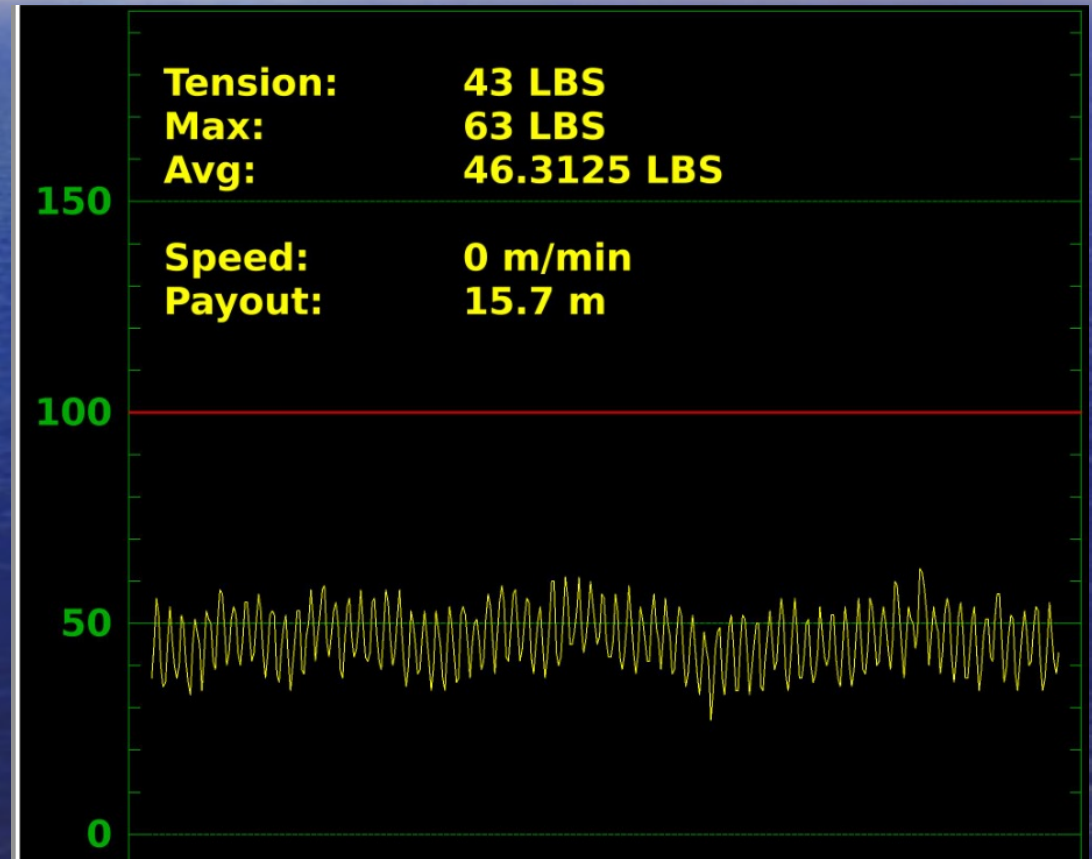 Tension: 43 LBS
Max: 63 LBS
Avg: 46.3125 LBS
150
Speed: 0 m/min
Payout: 15.7 m
100
50
0